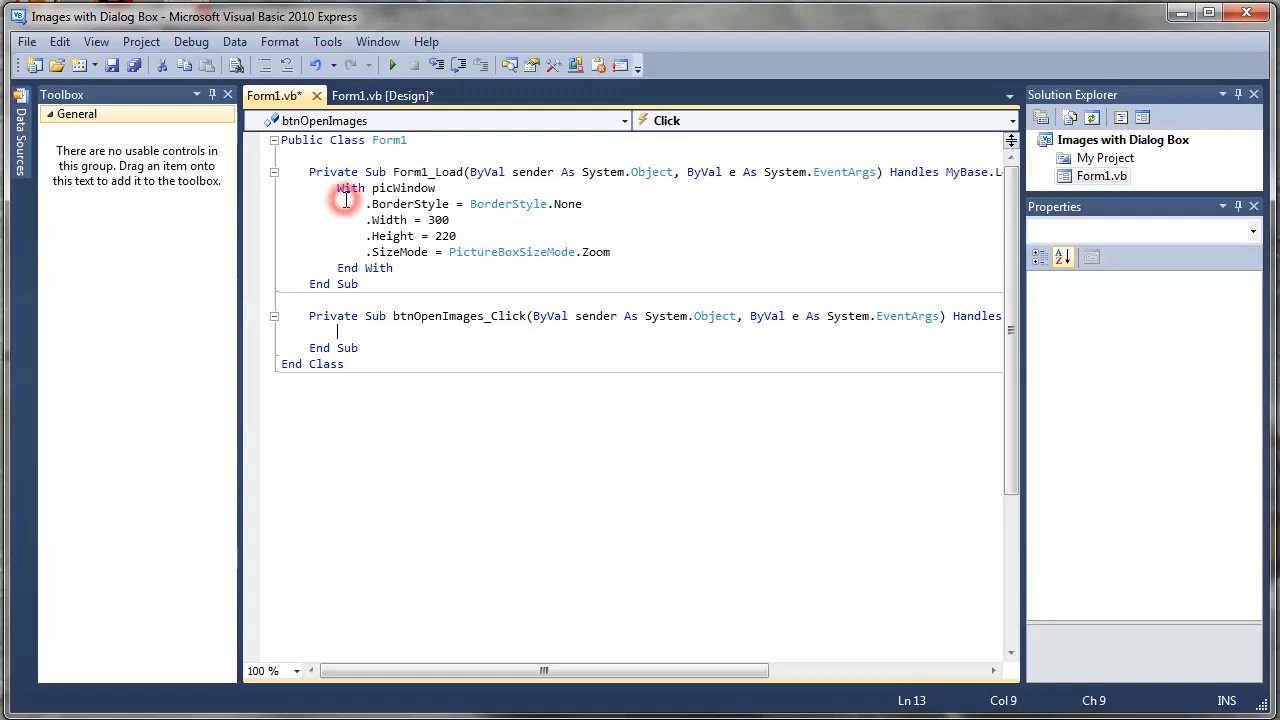 Images with Dialog Box - Microsoft Visual Basic 2010 Express
File Edit View Project Debug Data Format Tools Window Help
Toolbox
General
There are no usable controls in
this group. Drag an item onto
this text to add it to the toolbox.
Data Sources
Form1.vb* Form1.vb [Design]*
btnOpenImages Click
Public Class Form1
Private Sub Form1_Load(ByVal sender As System.Object, ByVal e As System.EventArgs) Handles MyBase.L
With picWindow
.BorderStyle = BorderStyle.None
.Width = 300
.Height = 220
.SizeMode = PictureBoxSizeMode.Zoom
End With
End Sub
Private Sub btnOpenImages_Click(ByVal sender As System.Object, ByVal e As System.EventArgs) Handles
End Sub
End Class
100 %
Solution Explorer
Images with Dialog Box
My Project
Form1.vb
Properties
Ln 13 Col 9 Ch 9 INS